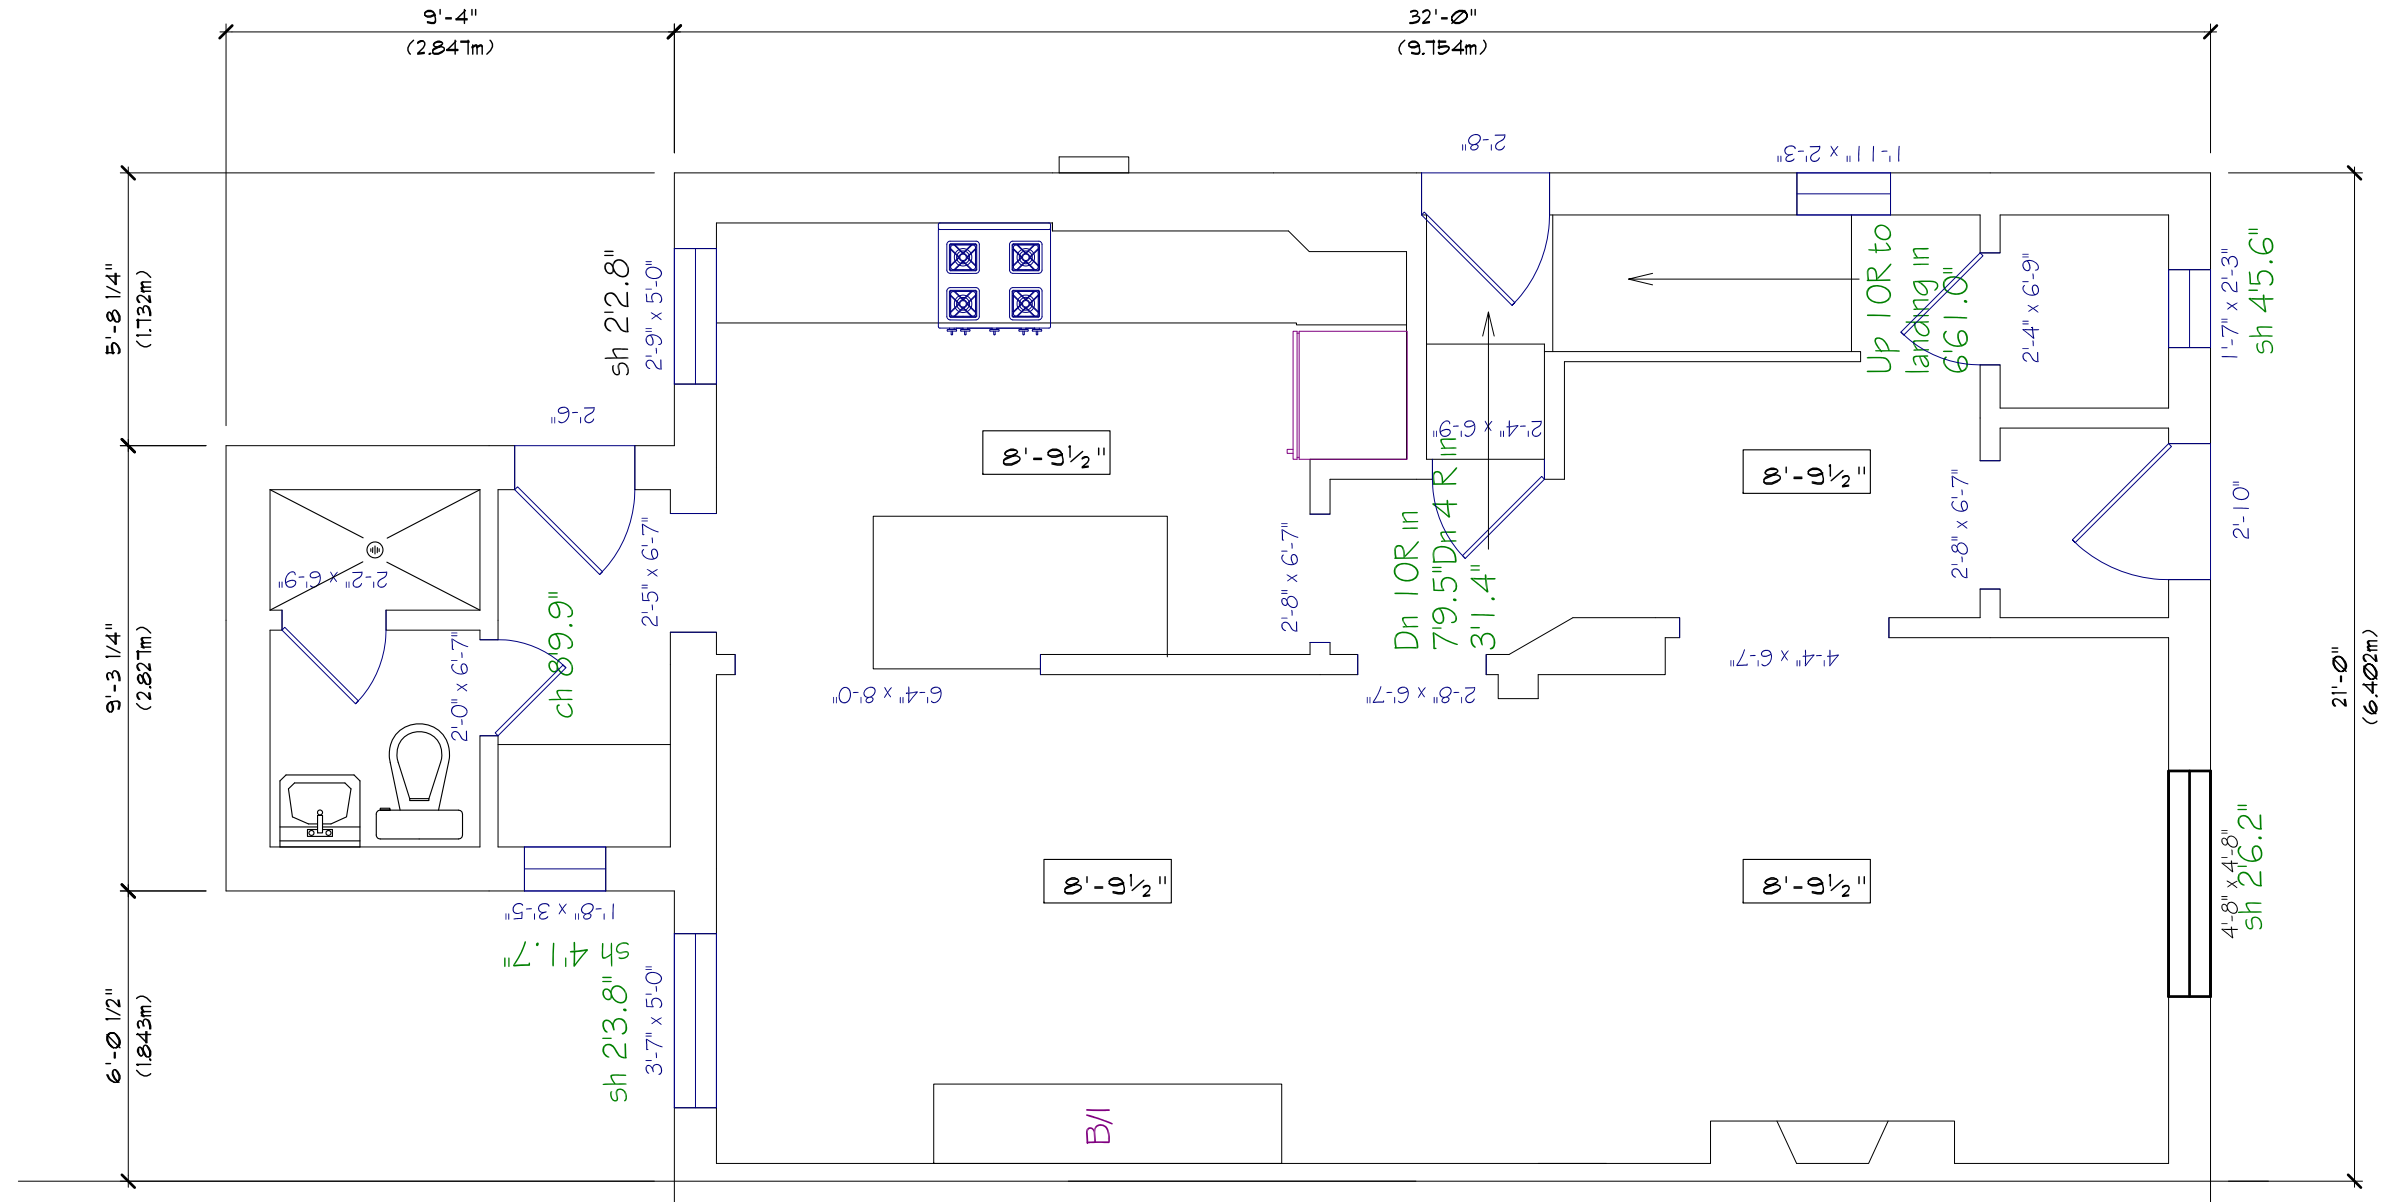 9'-4"
(2.847m)
32'-0"
(9.754m)
2'-8"
1'-11" x 2'-3"
5'-8 1/4"
(1.732m)
sh 2'2.8"
2'-9" x 5'-0"
Up 10R to
landing in
6'61.0"
2'-4" x 6'-9"
1'-7" x 2'-3"
sh 4'5.6"
2'-6"
8'-9½"
2'-4" x 6'-9"
8'-9½"
2'-2" x 6'-9"
2'-5" x 6'-7"
2'-8" x 6'-7"
Dn 10R in
7'9.5"Dn 4 R in
3'1.4"
2'-8" x 6'-7"
2'-10"
9'-3 1/4"
(2.827m)
2'-0" x 6'-7"
ch 8'9.9"
6'-4" x 8'-0"
2'-8" x 6'-7"
4'-4" x 6'-7"
21'-0"
(6.402m)
8'-9½"
8'-9½"
4'-8" x 4'-8"
sh 2'6.2"
1'-8" x 3'-5"
sh 4'1.7"
6'-0 1/2"
(1.843m)
sh 2'3.8"
3'-7" x 5'-0"
B/I